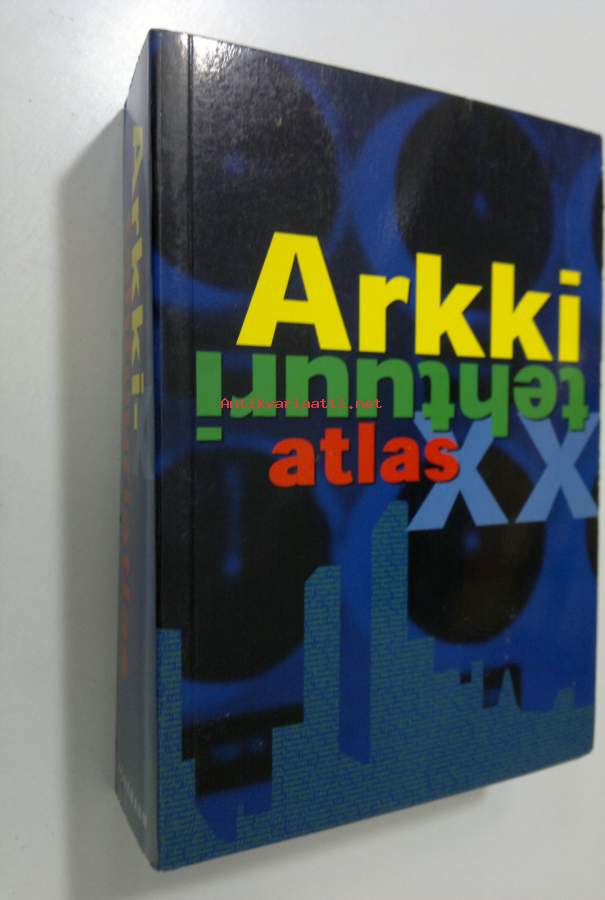 Arkki
tehtuuri
Antikvariaatti.net
atlas
XX
Arkki-